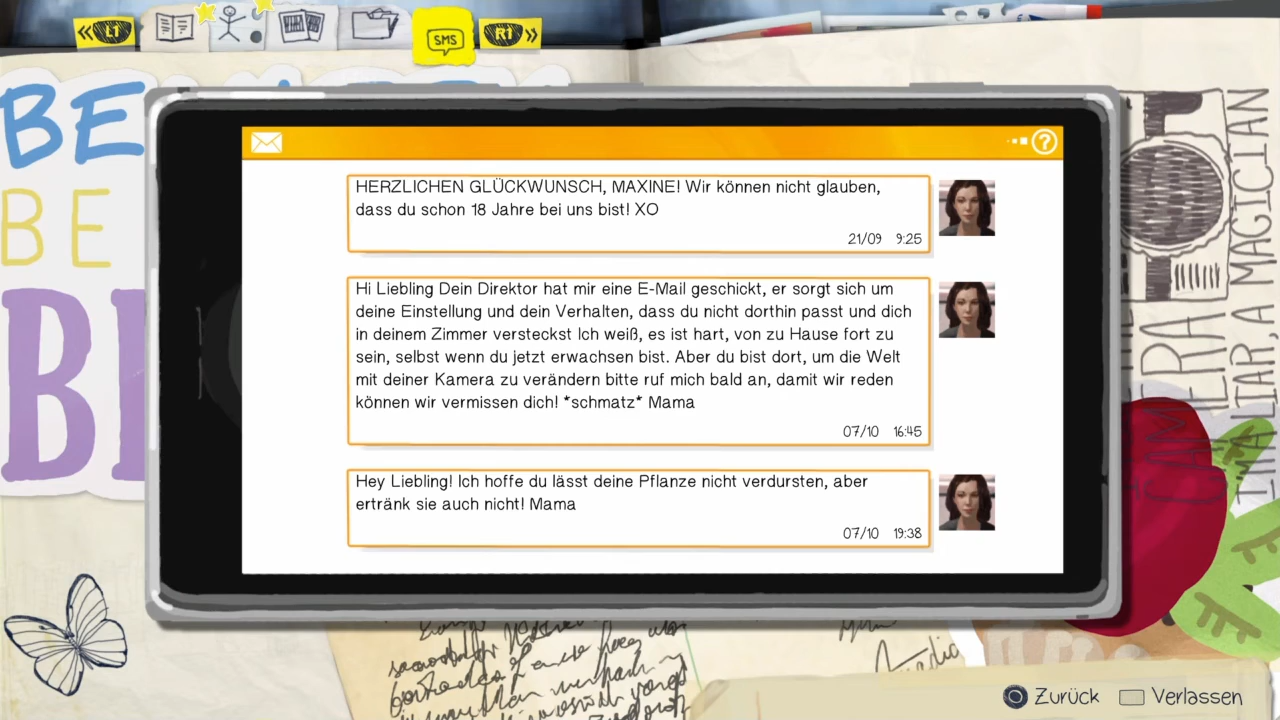 L1
SMS
R1
BE
BE
B
HERZLICHEN GLÜCKWUNSCH, MAXINE! Wir können nicht glauben,
dass du schon 18 Jahre bei uns bist! XO
21/09 9:25
Hi Liebling Dein Direktor hat mir eine E-Mail geschickt, er sorgt sich um
deine Einstellung und dein Verhalten, dass du nicht dorthin passt und dich
in deinem Zimmer versteckst Ich weiß, es ist hart, von zu Hause fort zu
sein, selbst wenn du jetzt erwachsen bist. Aber du bist dort, um die Welt
mit deiner Kamera zu verändern bitte ruf mich bald an, damit wir reden
können wir vermissen dich! *schmatz* Mama
07/10 16:45
Hey Liebling! Ich hoffe du lässt deine Pflanze nicht verdursten, aber
ertränk sie auch nicht! Mama
07/10 19:38
CAMERA
LIAR, A MAGICIAN
Zurück
Verlassen